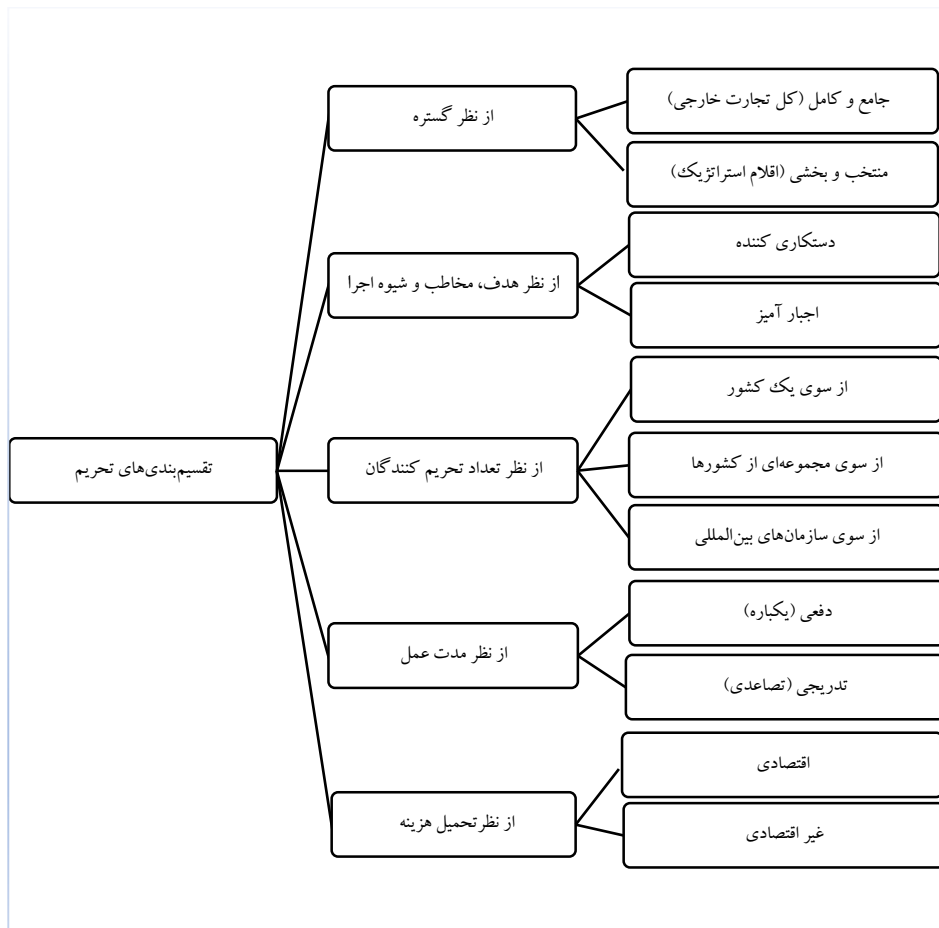 تقسیم‌بندی‌های تحریم
از نظر گستره
جامع و کامل (کل تجارت خارجی)
منتخب و بخشی (اقلام استراتژیک)
از نظر هدف، مخاطب و شیوه اجرا
دستکاری کننده
اجبار آمیز
از نظر تعداد تحریم کنندگان
از سوی یک کشور
از سوی مجموعه‌ای از کشورها
از سوی سازمان‌های بین‌المللی
از نظر مدت عمل
دفعی (یکباره)
تدریجی (تصاعدی)
از نظرتحمیل هزینه
اقتصادی
غیر اقتصادی